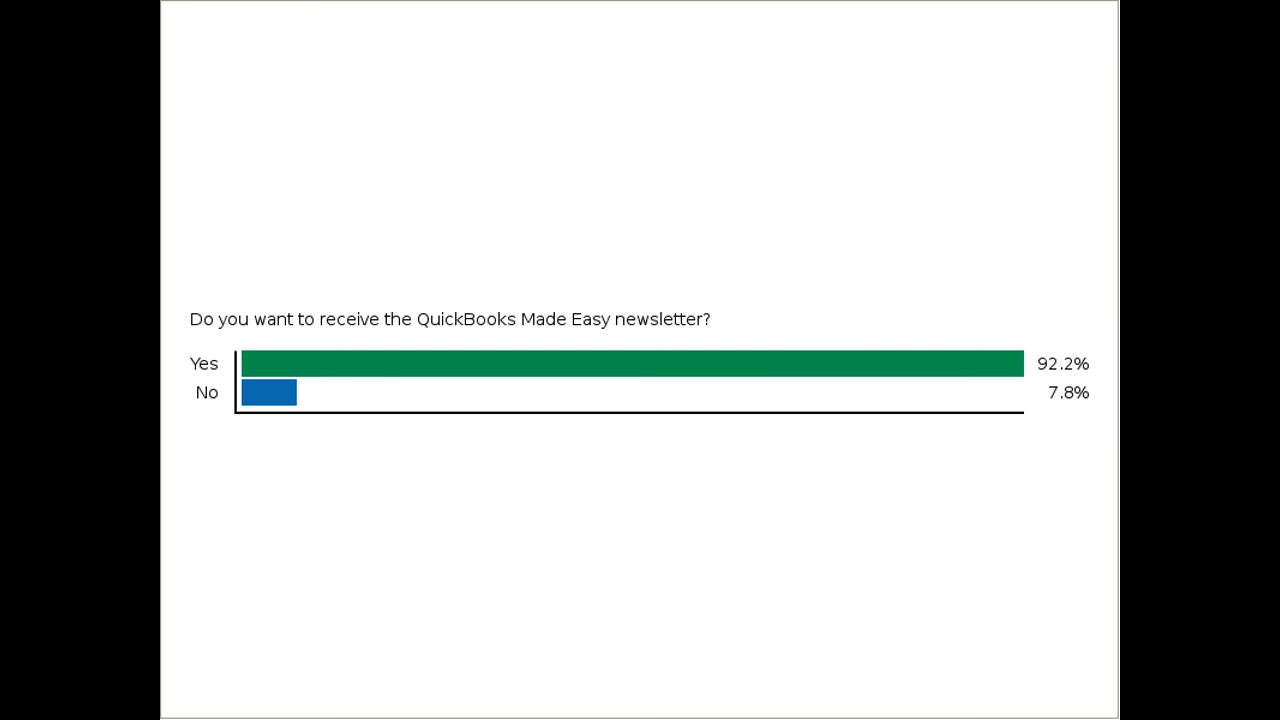 Do you want to receive the QuickBooks Made Easy newsletter?
Yes 92.2%
No 7.8%